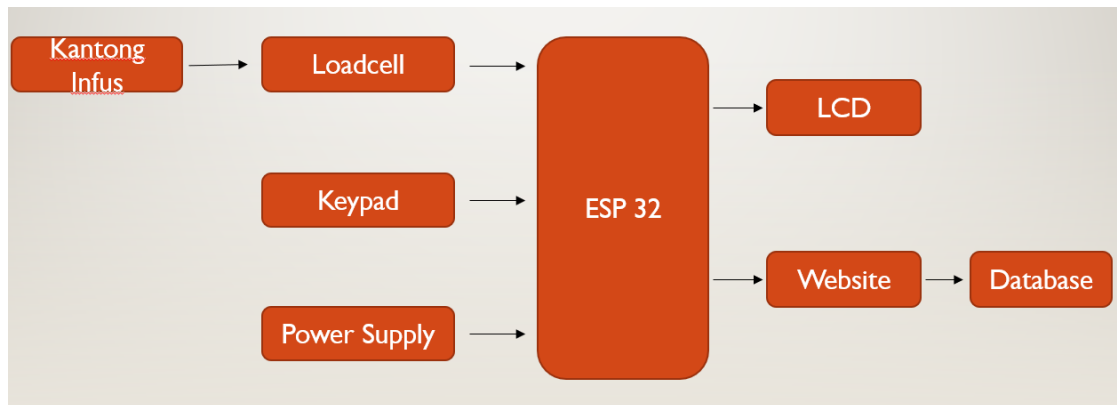 Kantong
Infus
Loadcell
Keypad
Power Supply
ESP 32
LCD
Website
Database